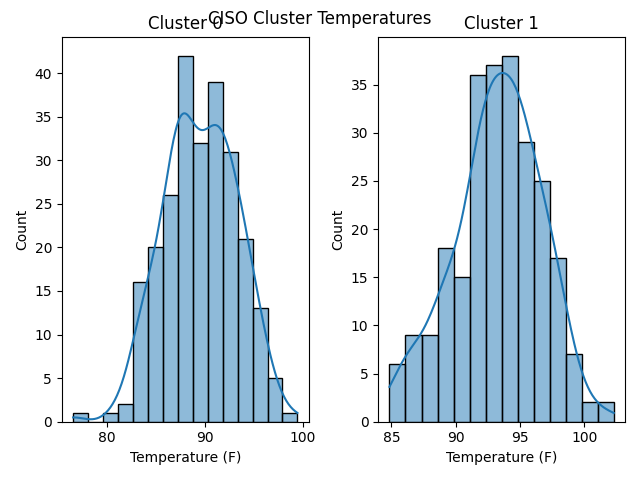 CISO Cluster Temperatures
Cluster 0
Cluster 1
Count
40
35
30
25
20
15
10
5
0
80 90 100
Temperature (F)
Count
35
30
25
20
15
10
5
0
85 90 95 100
Temperature (F)